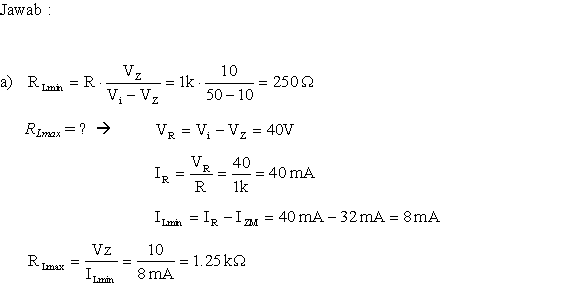 Jawab :
a) R_Lmin = R · V_Z / (V_i − V_Z) = 1k · 10 / (50 − 10) = 250 Ω
R_Lmax = ? → V_R = V_i − V_Z = 40V
I_R = V_R / R = 40 / 1k = 40 mA
I_Lmin = I_R − I_ZM = 40 mA − 32 mA = 8 mA
R_Lmax = Vz / I_Lmin = 10 / 8 mA = 1.25 kΩ